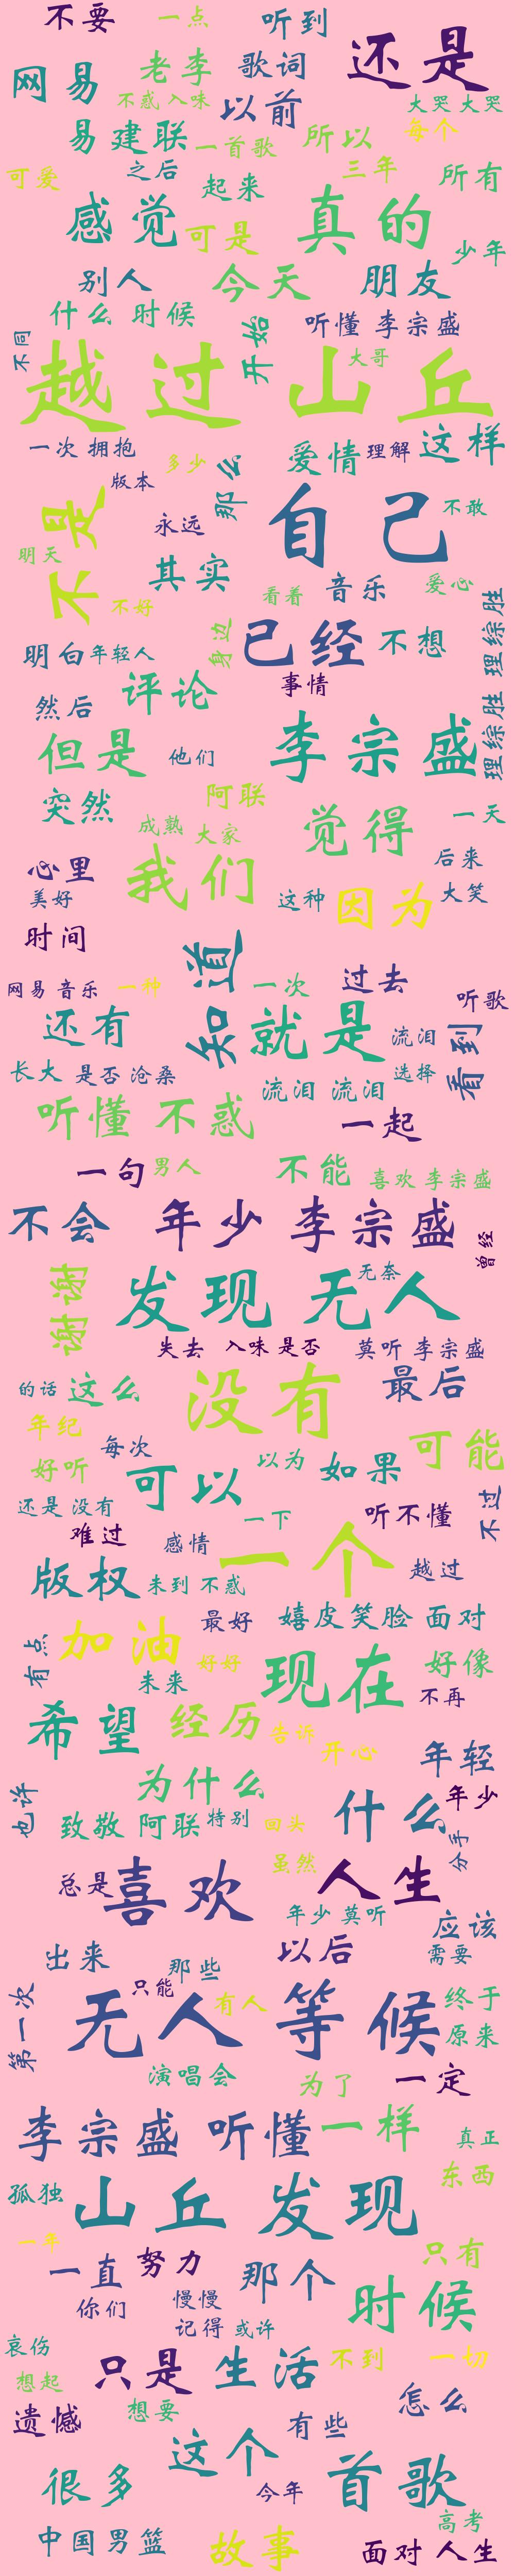 不要 一点 听到
还是
网易 老李 歌词
不惑 入味 以前 大哭 大哭
易建联 一首歌 所以 每个
可爱 之后 起来 三年 所有
感觉 可是 真的
少年
别人 今天 朋友
什么 时候 开始 听懂 李宗盛
不同 越过 山丘 大哥
一次 拥抱 版本 多少 那么 爱情 理解 这样
不是 永远 自己 不敢
明天 其实 看着 音乐 爱心
不好 身边 已经 不想 理综胜 理综胜
明白 年轻人
然后 评论 事情
但是 他们 李宗盛
突然 阿联 觉得 一天
成熟 大家
心里 我们 后来
美好 这种 因为 大笑
时间
网易 音乐 一种 知道 一次 过去 听歌
还有 就是 流泪 看到
长大 是否 沧桑 流泪 流泪 选择
听懂 不惑 一起
一句 男人 不能 喜欢 李宗盛
不会 年少 李宗盛 曾经
谢谢 发现 无人 无奈
失去 入味 是否 莫听 李宗盛
的话 这么 没有 最后
年纪 每次 可能
好听 可以 以为 如果
还是 没有 一下 听不懂 不过
难过 感情 一个 越过
版权 未到 不惑
有点 加油 最好 嬉皮笑脸 面对
未来 好好 现在 好像
不再
希望 经历 告诉
开心 年轻
也许 为什么 年少
致敬 阿联 特别 回头 什么 分手
总是 喜欢 虽然 人生
年少 莫听 应该
出来 那些 以后 需要
第一次 只能 无人 有人 等候 终于
原来
演唱会 为了 一定
李宗盛 听懂 一样 真正
孤独 山丘 发现 东西
一年 一直 努力 那个 只有
你们 慢慢 时候
记得 或许
哀伤 只是 生活 不到 一切
想起 怎么
遗憾 想要 有些
这个
很多 今年 首歌
高考
中国男篮 故事 面对 人生